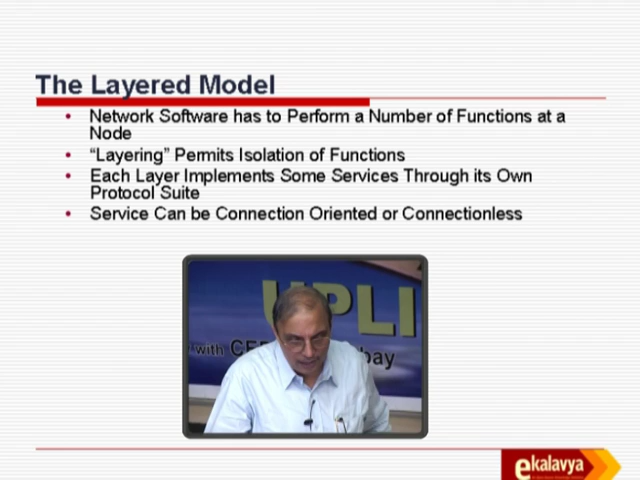 The Layered Model
• Network Software has to Perform a Number of Functions at a
Node
• “Layering” Permits Isolation of Functions
• Each Layer Implements Some Services Through its Own
Protocol Suite
• Service Can be Connection Oriented or Connectionless
UPLI
with CE
bay
ekalavya